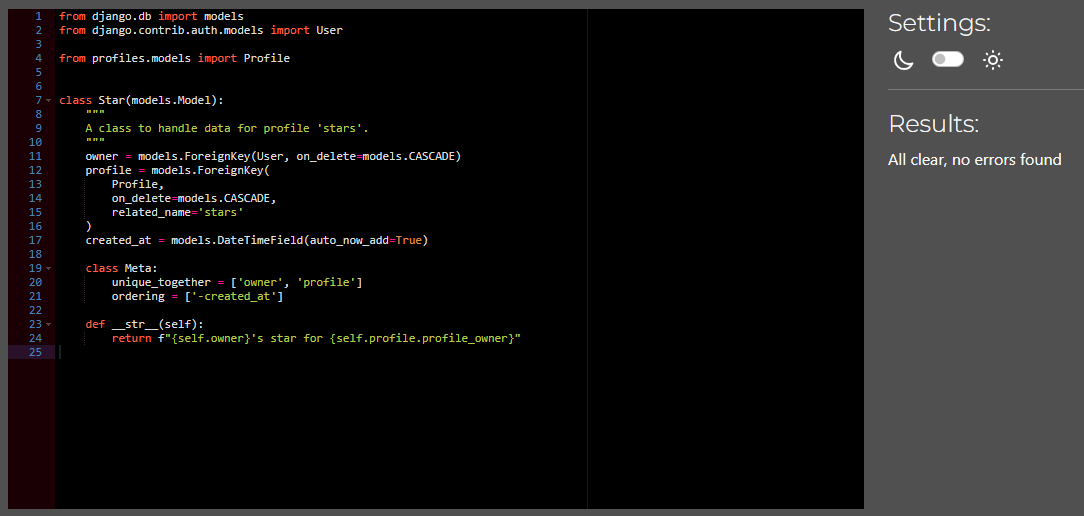 1 from django.db import models
2 from django.contrib.auth.models import User
3
4 from profiles.models import Profile
5
6
7 class Star(models.Model):
8     """
9     A class to handle data for profile 'stars'.
10     """
11     owner = models.ForeignKey(User, on_delete=models.CASCADE)
12     profile = models.ForeignKey(
13         Profile,
14         on_delete=models.CASCADE,
15         related_name='stars'
16     )
17     created_at = models.DateTimeField(auto_now_add=True)
18
19     class Meta:
20         unique_together = ['owner', 'profile']
21         ordering = ['-created_at']
22
23     def __str__(self):
24         return f"{self.owner}'s star for {self.profile.profile_owner}"
25
Settings:
Results:
All clear, no errors found